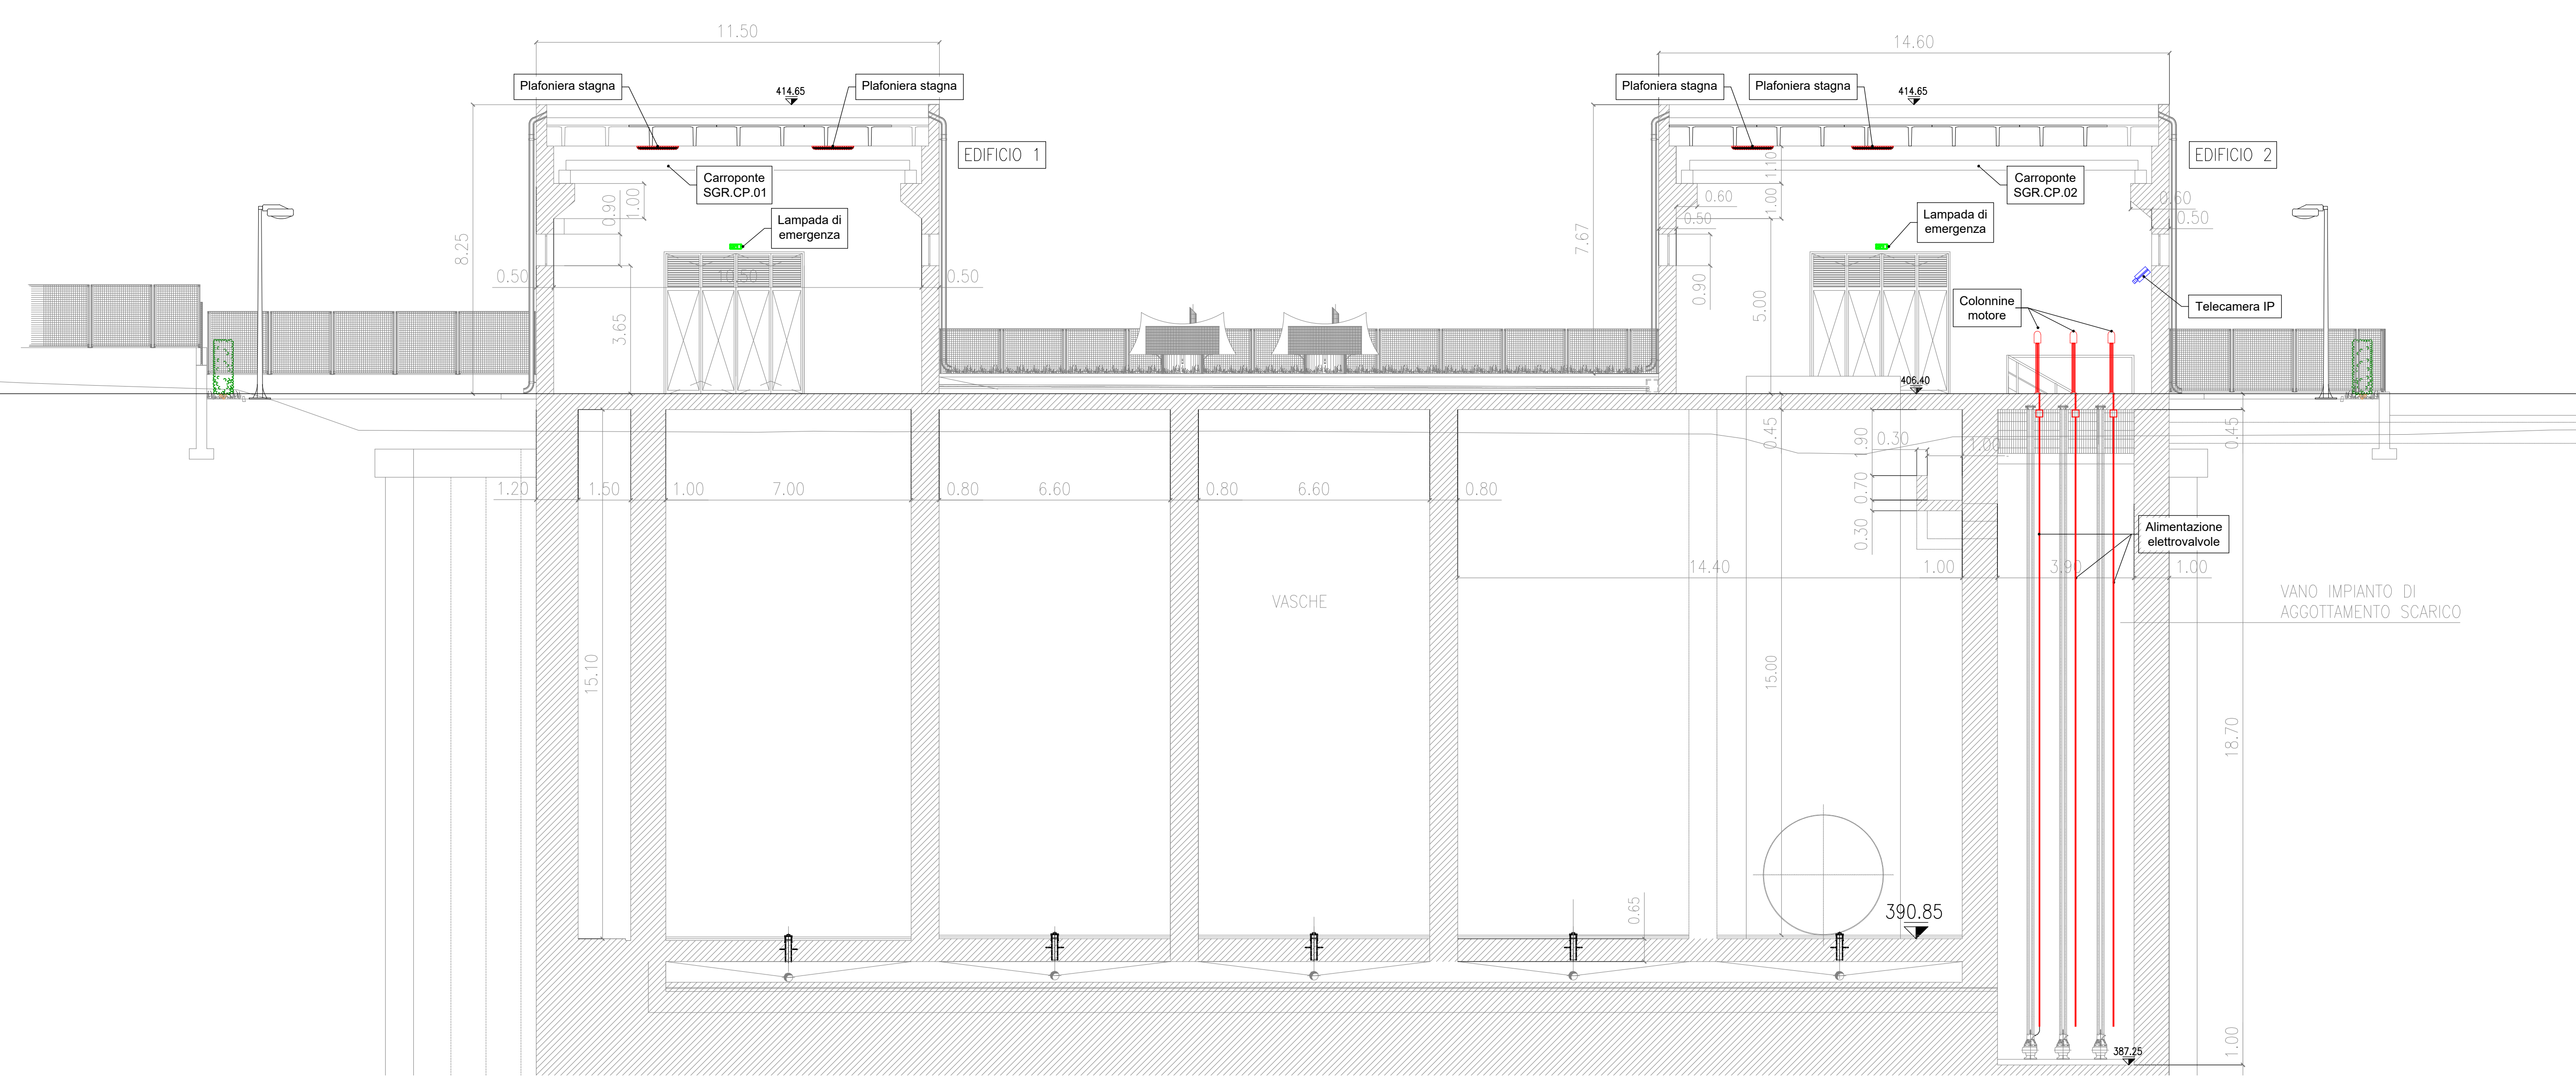 11.50
14.60
Plafoniera stagna
Plafoniera stagna
414.65
Plafoniera stagna
Plafoniera stagna
414.65
EDIFICIO 1
EDIFICIO 2
Carroponte
SGR.CP.01
Carroponte
SGR.CP.02
1.10
1.00
0.90
1.00
0.60
0.50
0.60
0.50
Lampada di
emergenza
Lampada di
emergenza
8.25
7.67
0.50
10.50
0.50
0.90
5.00
3.65
Colonnine
motore
Telecamera IP
406.40
0.45
1.90
0.30
1.00
0.45
1.20
1.50
1.00
7.00
0.80
6.60
0.80
6.60
0.80
0.70
0.30
Alimentazione
elettrovalvole
14.40
1.00
3.90
1.00
VASCHE
VANO IMPIANTO DI
AGGOTTAMENTO SCARICO
15.10
15.00
18.70
0.65
390.85
1.00
387.25